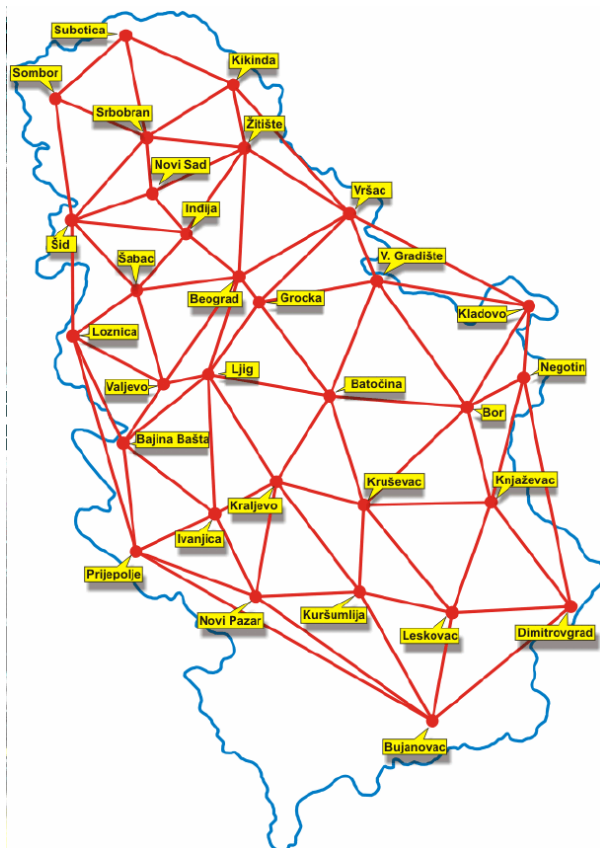 Subotica
Sombor
Kikinda
Srbobran
Žitište
Novi Sad
Vršac
Inđija
Šid
Šabac
V. Gradište
Beograd
Grocka
Kladovo
Loznica
Ljig
Negotin
Valjevo
Batočina
Bor
Bajina Bašta
Kraljevo
Kruševac
Knjaževac
Ivanjica
Prijepolje
Novi Pazar
Kuršumlija
Leskovac
Dimitrovgrad
Bujanovac